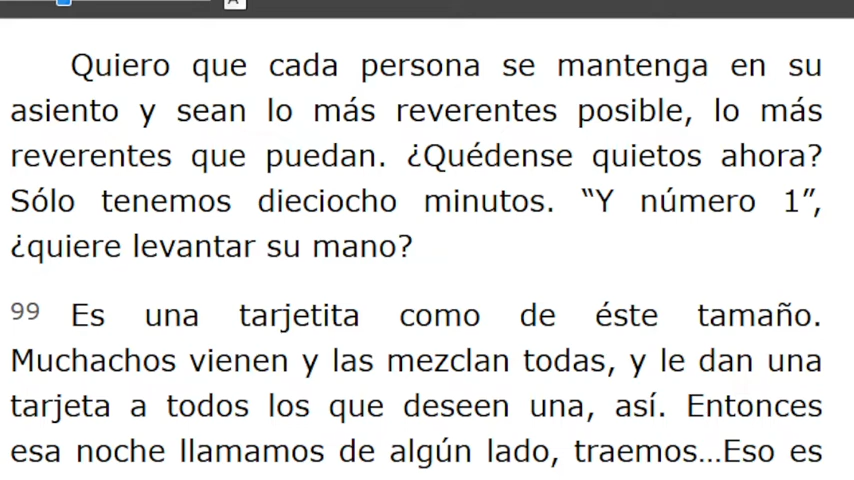 A
Quiero que cada persona se mantenga en su
asiento y sean lo más reverentes posible, lo más
reverentes que puedan. ¿Quédense quietos ahora?
Sólo tenemos dieciocho minutos. “Y número 1”,
¿quiere levantar su mano?
99 Es una tarjetita como de éste tamaño.
Muchachos vienen y las mezclan todas, y le dan una
tarjeta a todos los que deseen una, así. Entonces
esa noche llamamos de algún lado, traemos...Eso es